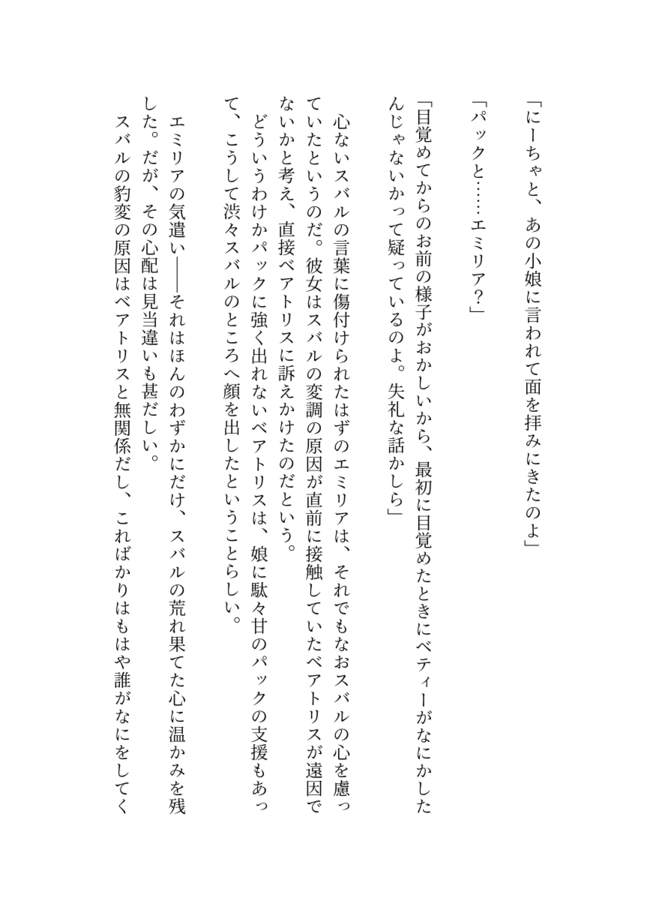 「にーちゃと、あの小娘に言われて面を拝みにきたのよ」
「パックと……エミリア？」
「目覚めてからのお前の様子がおかしいから、最初に目覚めたときにベティーがなにかした
んじゃないかって疑っているのよ。失礼な話かしら」
心ないスバルの言葉に傷付けられたはずのエミリアは、それでもなおスバルの心を慮っ
ていたというのだ。彼女はスバルの変調の原因が直前に接触していたベアトリスが遠因で
ないかと考え、直接ベアトリスに訴えかけたのだという。
どういうわけかパックに強く出れないベアトリスは、娘に駄々甘のパックの支援もあっ
て、こうして渋々スバルのところへ顔を出したということらしい。
エミリアの気遣い――それはほんのわずかにだけ、スバルの荒れ果てた心に温かみを残
した。だが、その心配は見当違いも甚だしい。
スバルの豹変の原因はベアトリスと無関係だし、こればかりはもはや誰がなにをしてく